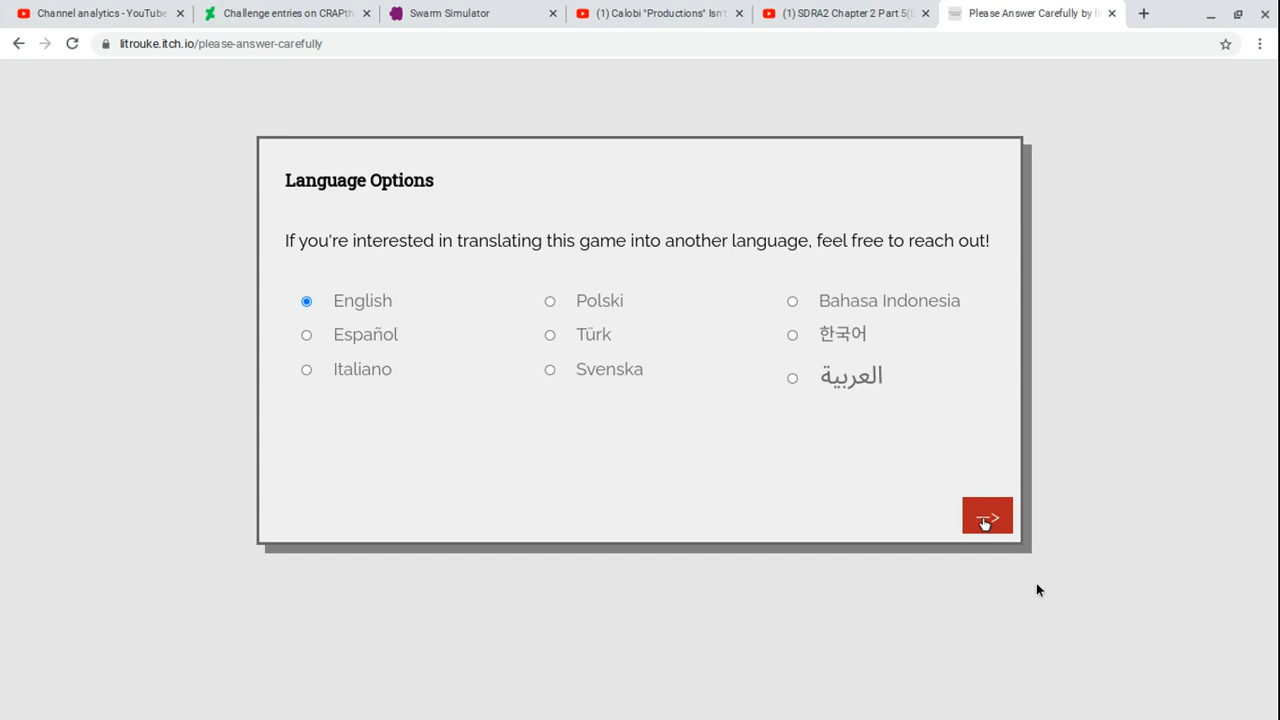 Channel analytics - YouTube
Challenge entries on CRAPth
Swarm Simulator
(1) Calobi "Productions" Isn't
(1) SDRA2 Chapter 2 Part 5(
Please Answer Carefully by l
litrouke.itch.io/please-answer-carefully
Language Options
If you're interested in translating this game into another language, feel free to reach out!
English
Polski
Bahasa Indonesia
Español
Türk
한국어
Italiano
Svenska
العربية
-->